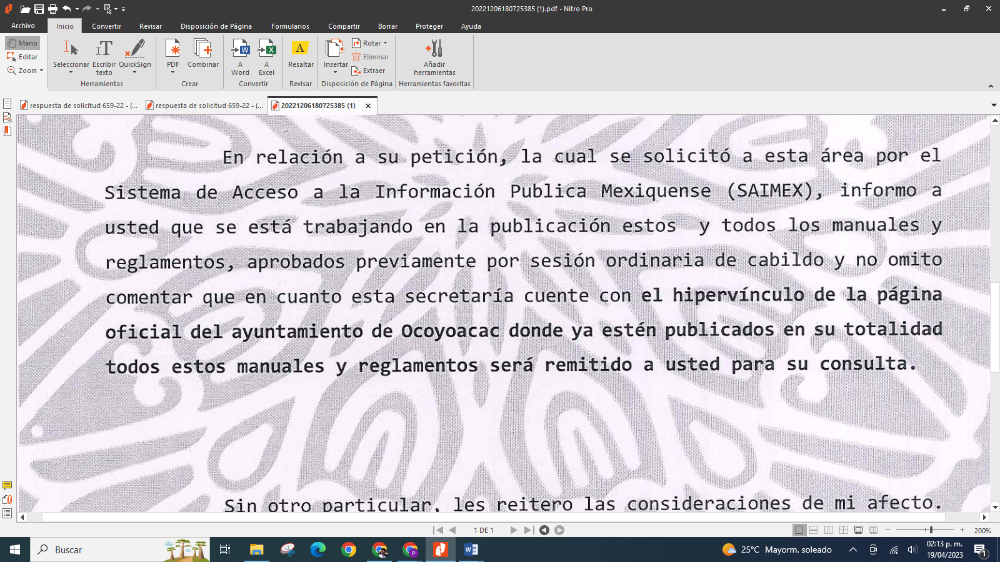 20221206180725385 (1).pdf - Nitro Pro
Archivo Inicio Convertir Revisar Disposición de Página Formularios Compartir Borrar Proteger Ayuda
Mano
Editar
Zoom
Seleccionar
Escribir texto
QuickSign
Herramientas
PDF
Combinar
Crear
A Word
A Excel
Convertir
Resaltar
Revisar
Insertar
Rotar
Eliminar
Extraer
Disposición de Página
Añadir herramientas
Herramientas favoritas
respuesta de solicitud 659-22 - (... respuesta de solicitud 659-22 - (... 20221206180725385 (1)
En relación a su petición, la cual se solicitó a esta área por el
Sistema de Acceso a la Información Publica Mexiquense (SAIMEX), informo a
usted que se está trabajando en la publicación estos y todos los manuales y
reglamentos, aprobados previamente por sesión ordinaria de cabildo y no omito
comentar que en cuanto esta secretaría cuente con el hipervínculo de la página
oficial del ayuntamiento de Ocoyoacac donde ya estén publicados en su totalidad
todos estos manuales y reglamentos será remitido a usted para su consulta.
Sin otro particular, les reitero las consideraciones de mi afecto.
1 DE 1
200%
Buscar
25°C Mayorm. soleado
02:13 p. m.
19/04/2023
1